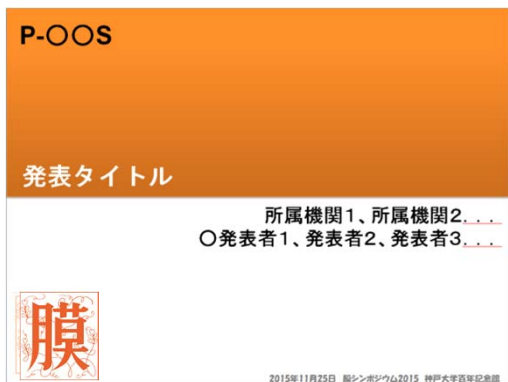 P-〇〇S
発表タイトル
所属機関1、所属機関2...
〇発表者1、発表者2、発表者3...
膜
2015年11月25日 膜シンポジウム2015 神戸大学百年記念館